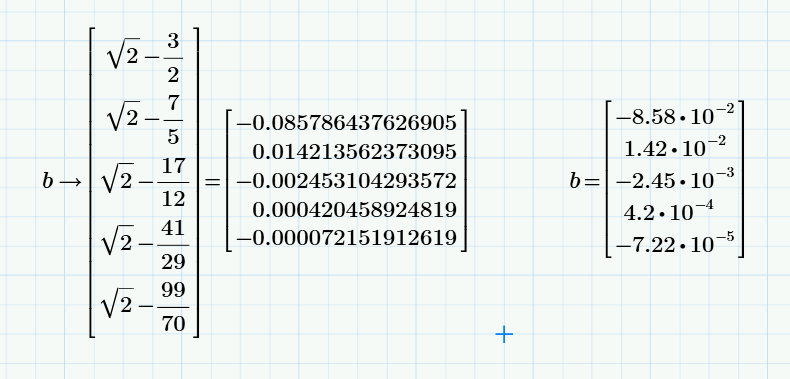 b → [√2 − 3/2
√2 − 7/5
√2 − 17/12
√2 − 41/29
√2 − 99/70]
= [−0.085786437626905
0.014213562373095
−0.002453104293572
0.000420458924819
−0.000072151912619]
b = [−8.58•10⁻²
1.42•10⁻²
−2.45•10⁻³
4.2•10⁻⁴
−7.22•10⁻⁵]